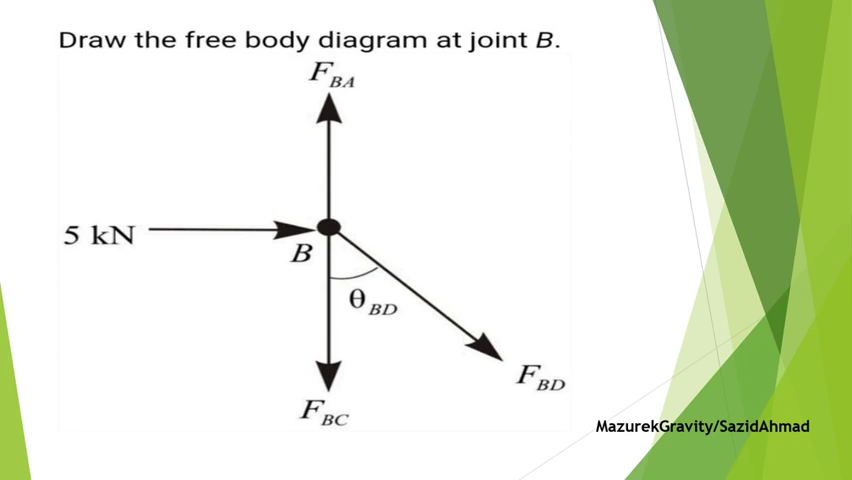 Draw the free body diagram at joint B.
F_BA
5 kN
B
θ_BD
F_BD
F_BC
MazurekGravity/SazidAhmad